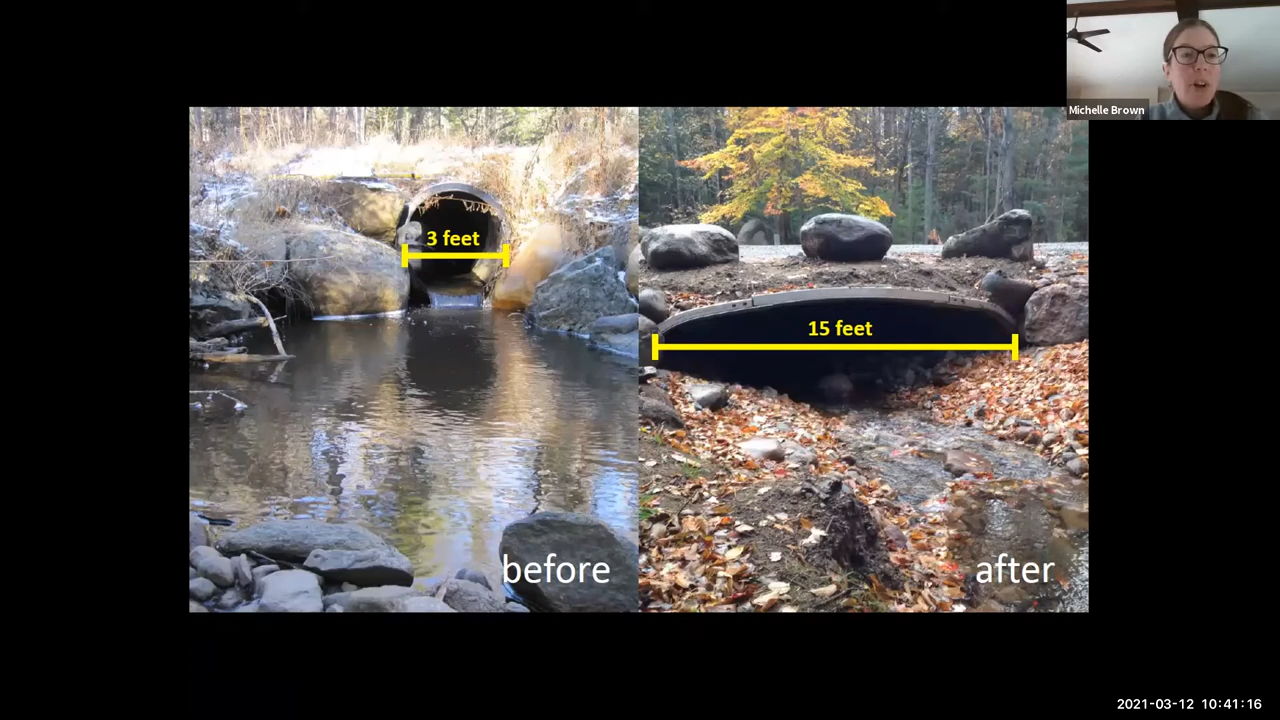 Michelle Brown
3 feet
15 feet
before
after
2021-03-12 10:41:16